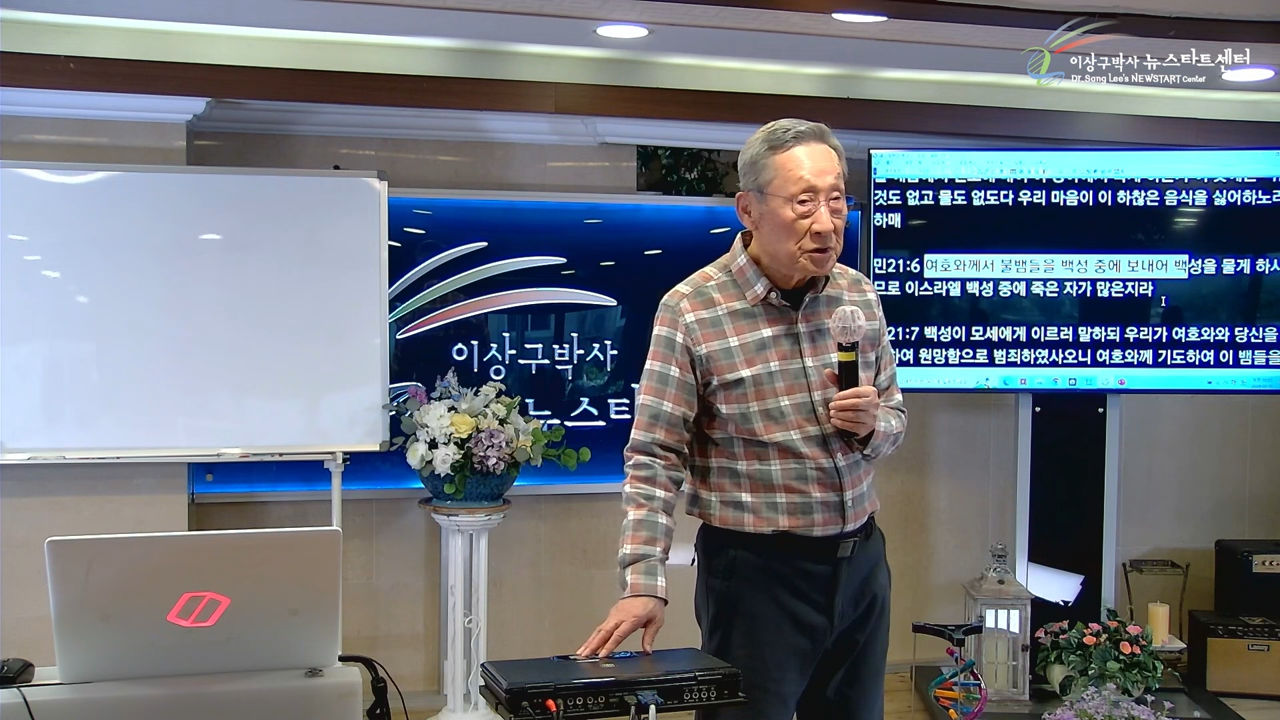 이상구박사 뉴스타트센터
Dr. Sang Lee's NEWSTART Center
것도 없고 물도 없도다 우리 마음이 이 하찮은 음식을 싫어하노라
하매
민21:6 여호와께서 불뱀들을 백성 중에 보내어 백성을 물게 하시
므로 이스라엘 백성 중에 죽은 자가 많은지라
21:7 백성이 모세에게 이르러 말하되 우리가 여호와와 당신을
하여 원망함으로 범죄하였사오니 여호와께 기도하여 이 뱀들을
이상구박사
뉴스타
Laney